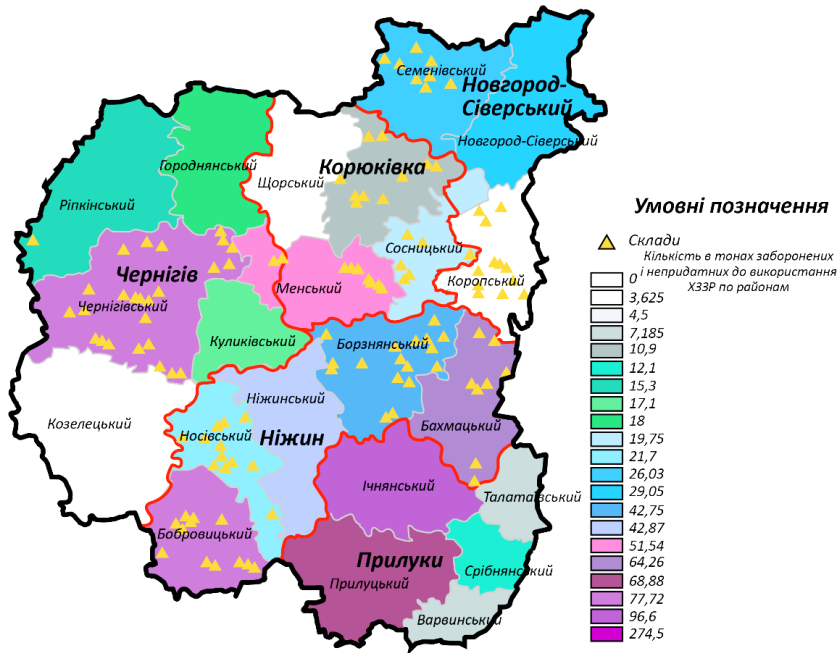 Семенівський
Новгород-
Сіверський
Новгород-Сіверський
Городнянський
Корюківка
Щорський
Ріпкінський
Сосницький
Чернігів
Менський
Коропський
Чернігівський
Куликівський
Борзнянський
Ніжинський
Козелецький
Носівський
Ніжин
Бахмацький
Ічнянський
Талатаївський
Бобровицький
Прилуки
Срібнянський
Прилуцький
Варвинський
Умовні позначення
Склади
Кількість в тонах заборонених
і непридатних до використання
ХЗЗР по районам
0
3,625
4,5
7,185
10,9
12,1
15,3
17,1
18
19,75
21,7
26,03
29,05
42,75
42,87
51,54
64,26
68,88
77,72
96,6
274,5